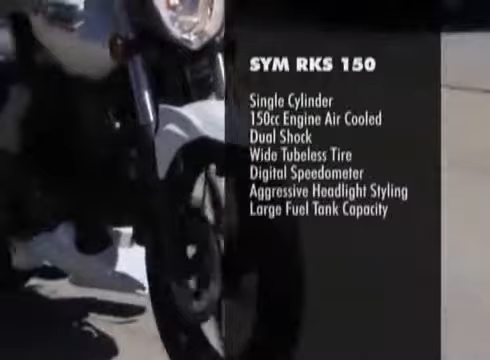 SYM RKS 150
Single Cylinder
150cc Engine Air Cooled
Dual Shock
Wide Tubeless Tire
Digital Speedometer
Aggressive Headlight Styling
Large Fuel Tank Capacity